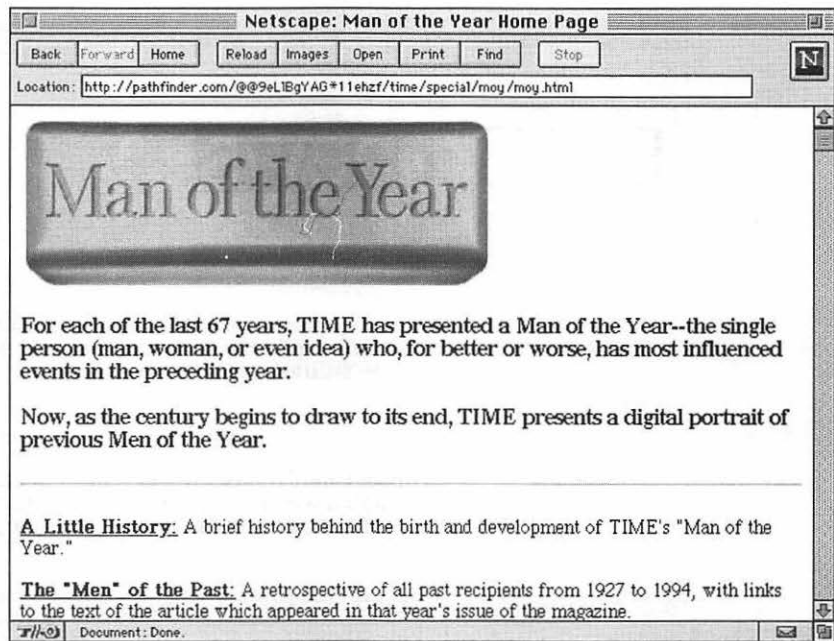 Netscape: Man of the Year Home Page
Back Forward Home Reload Images Open Print Find Stop
N
Location: http://pathfinder.com/@@9eL1BgYAG*11ehzf/time/special/moy/moy.html
Man of the Year
For each of the last 67 years, TIME has presented a Man of the Year--the single
person (man, woman, or even idea) who, for better or worse, has most influenced
events in the preceding year.
Now, as the century begins to draw to its end, TIME presents a digital portrait of
previous Men of the Year.
A Little History: A brief history behind the birth and development of TIME's "Man of the
Year."
The "Men" of the Past: A retrospective of all past recipients from 1927 to 1994, with links
to the text of the article which appeared in that year's issue of the magazine.
Document: Done.